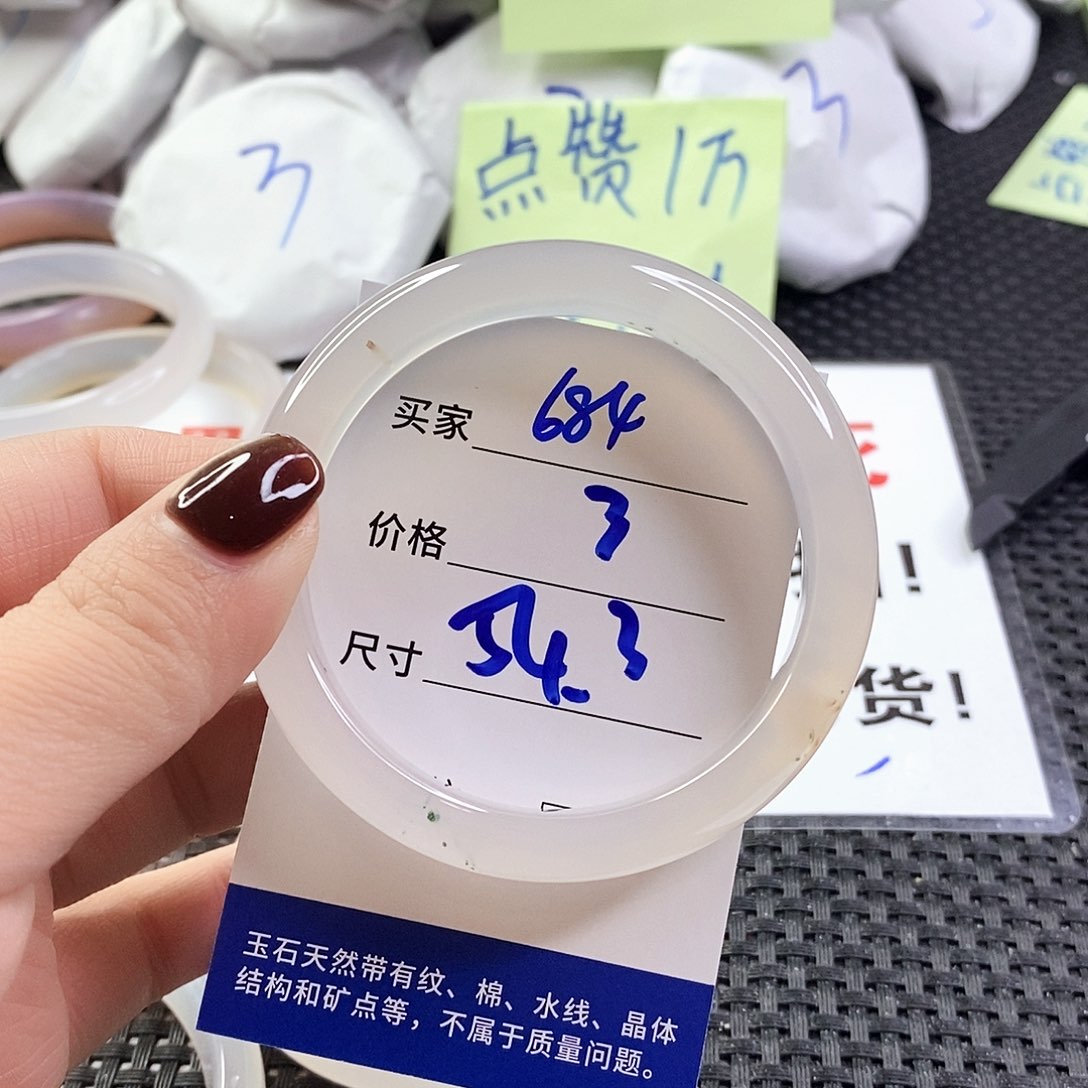 3
点赞1万
3
买家 684
价格 3
尺寸 54.3
货!
玉石天然带有纹、棉、水线、晶体
结构和矿点等，不属于质量问题。